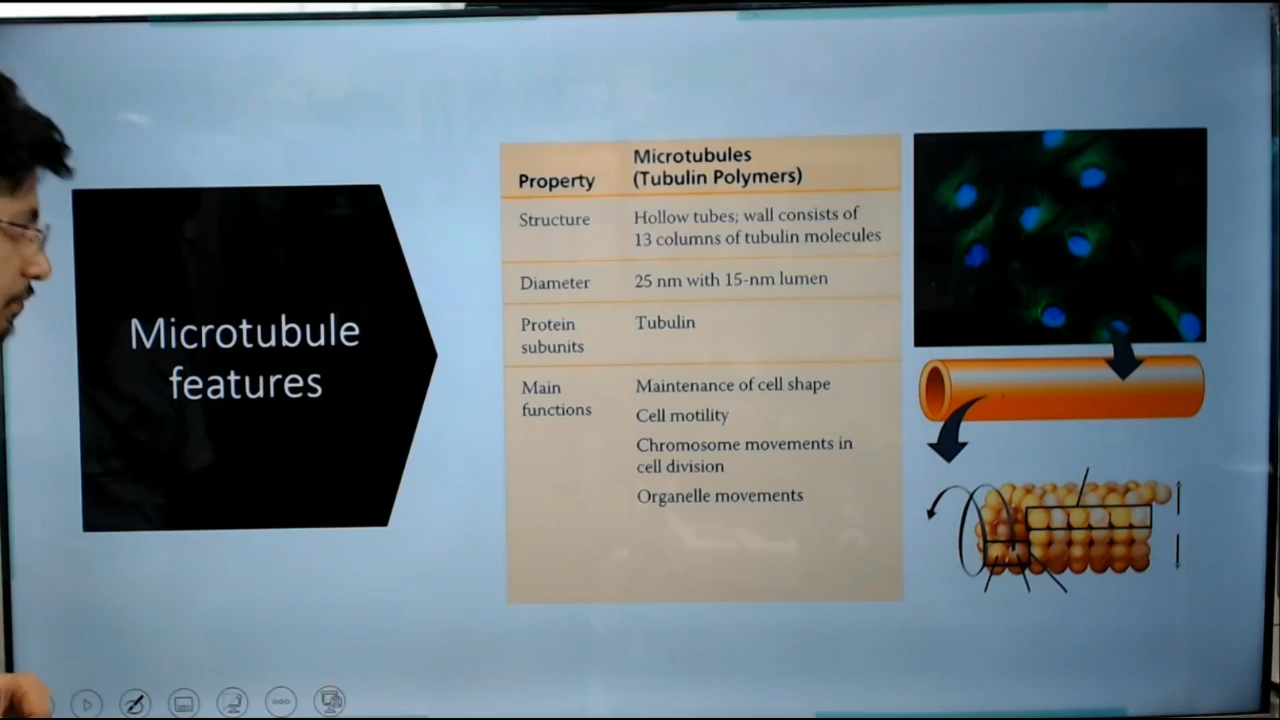 Microtubule
features
Property
Microtubules
(Tubulin Polymers)
Structure
Hollow tubes; wall consists of
13 columns of tubulin molecules
Diameter
25 nm with 15-nm lumen
Protein
subunits
Tubulin
Main
functions
Maintenance of cell shape
Cell motility
Chromosome movements in
cell division
Organelle movements